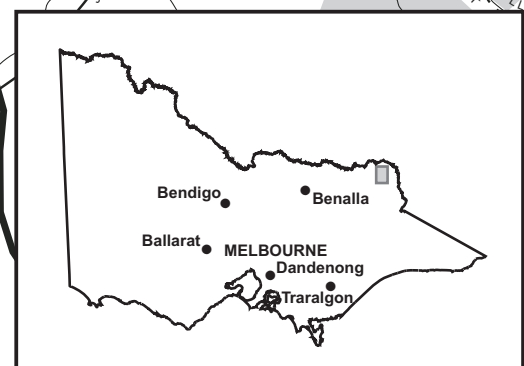 Bendigo
Benalla
Ballarat
MELBOURNE
Dandenong
Traralgon